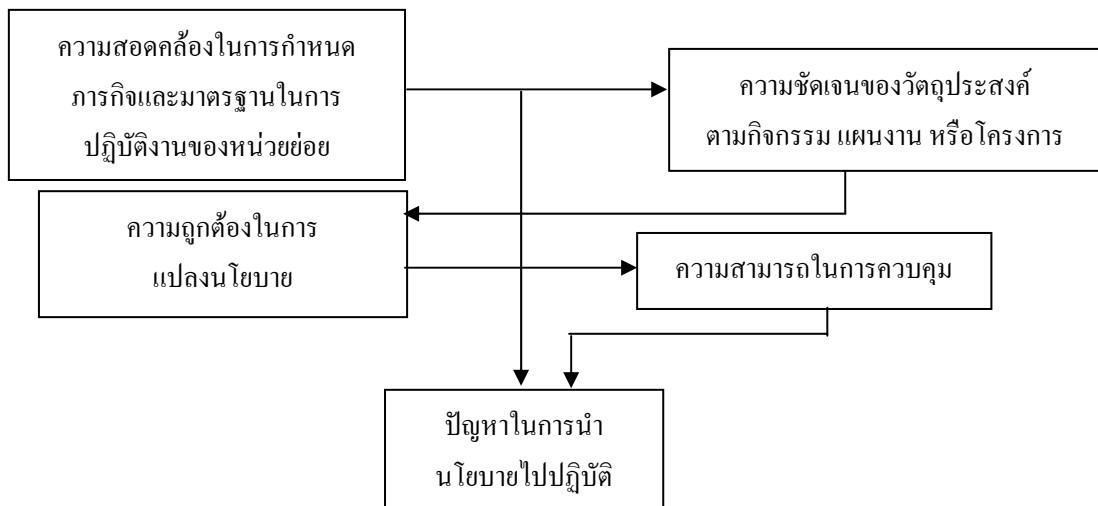 ความสอดคล้องในการกำหนด
ภารกิจและมาตรฐานในการ
ปฏิบัติงานของหน่วยย่อย
ความชัดเจนของวัตถุประสงค์
ตามกิจกรรม แผนงาน หรือโครงการ
ความถูกต้องในการ
แปลงนโยบาย
ความสามารถในการควบคุม
ปัญหาในการนำ
นโยบายไปปฏิบัติ